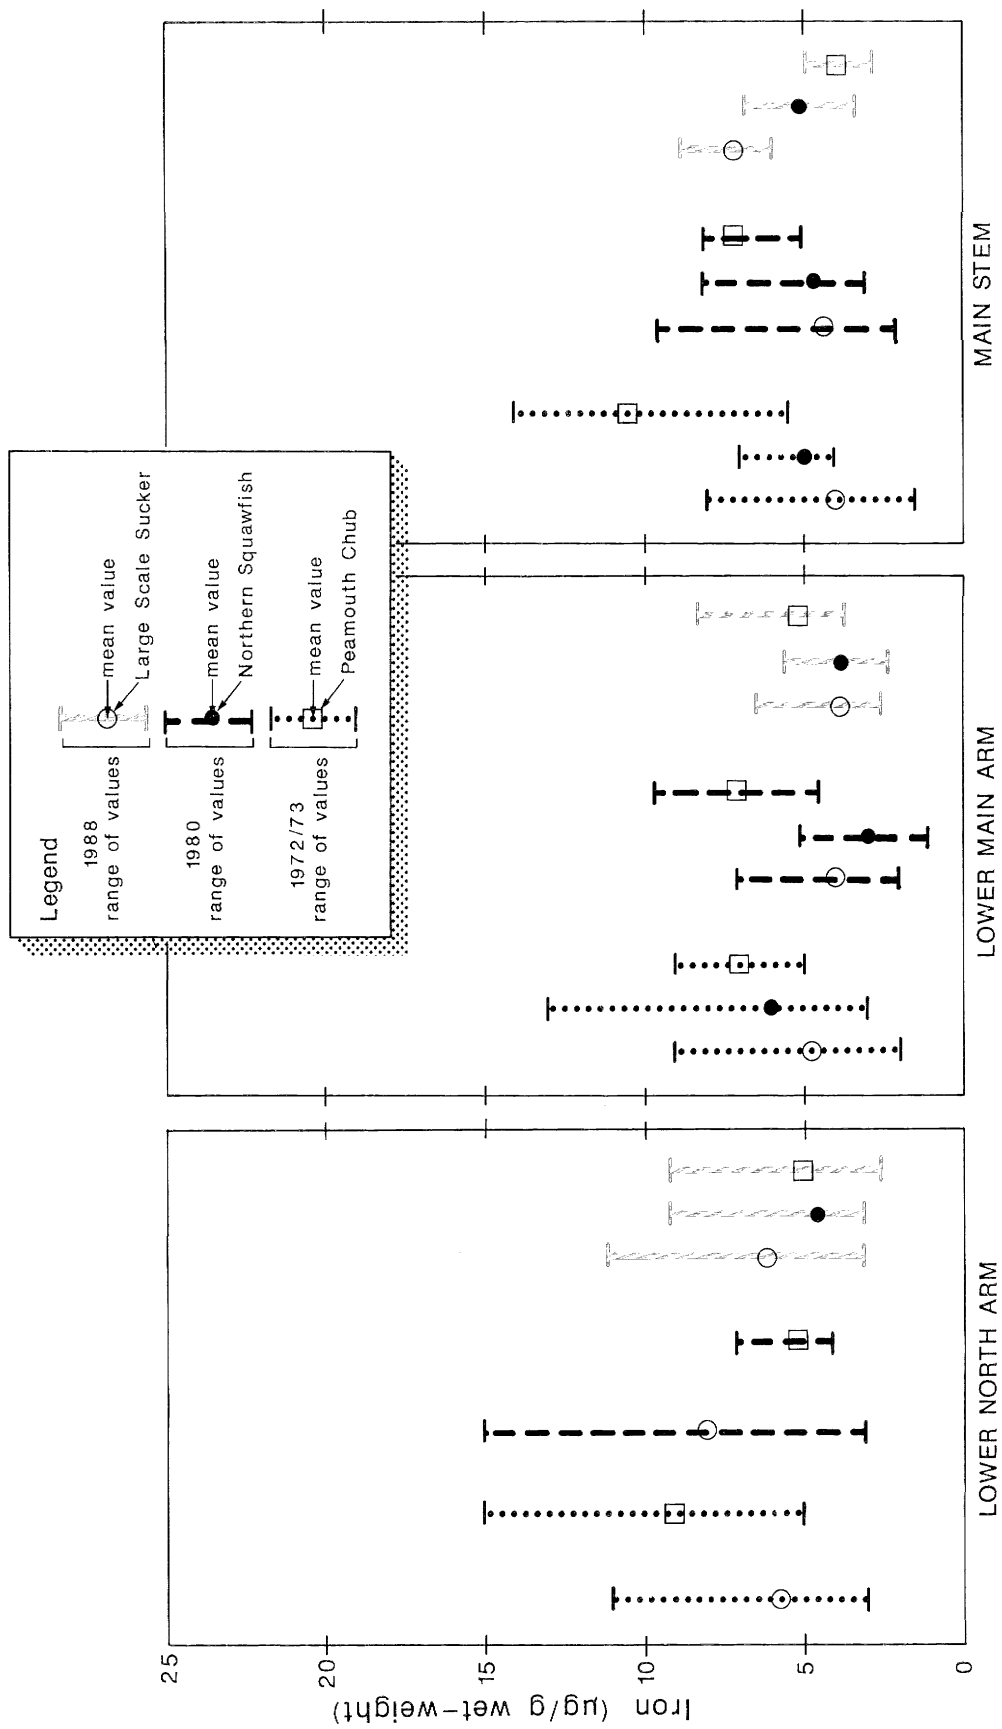 Legend
1988
range of values
mean value
Large Scale Sucker
1980
range of values
mean value
Northern Squawfish
1972/73
range of values
mean value
Peamouth Chub
Iron (µg/g wet-weight)
25
20
15
10
5
0
LOWER NORTH ARM
LOWER MAIN ARM
MAIN STEM